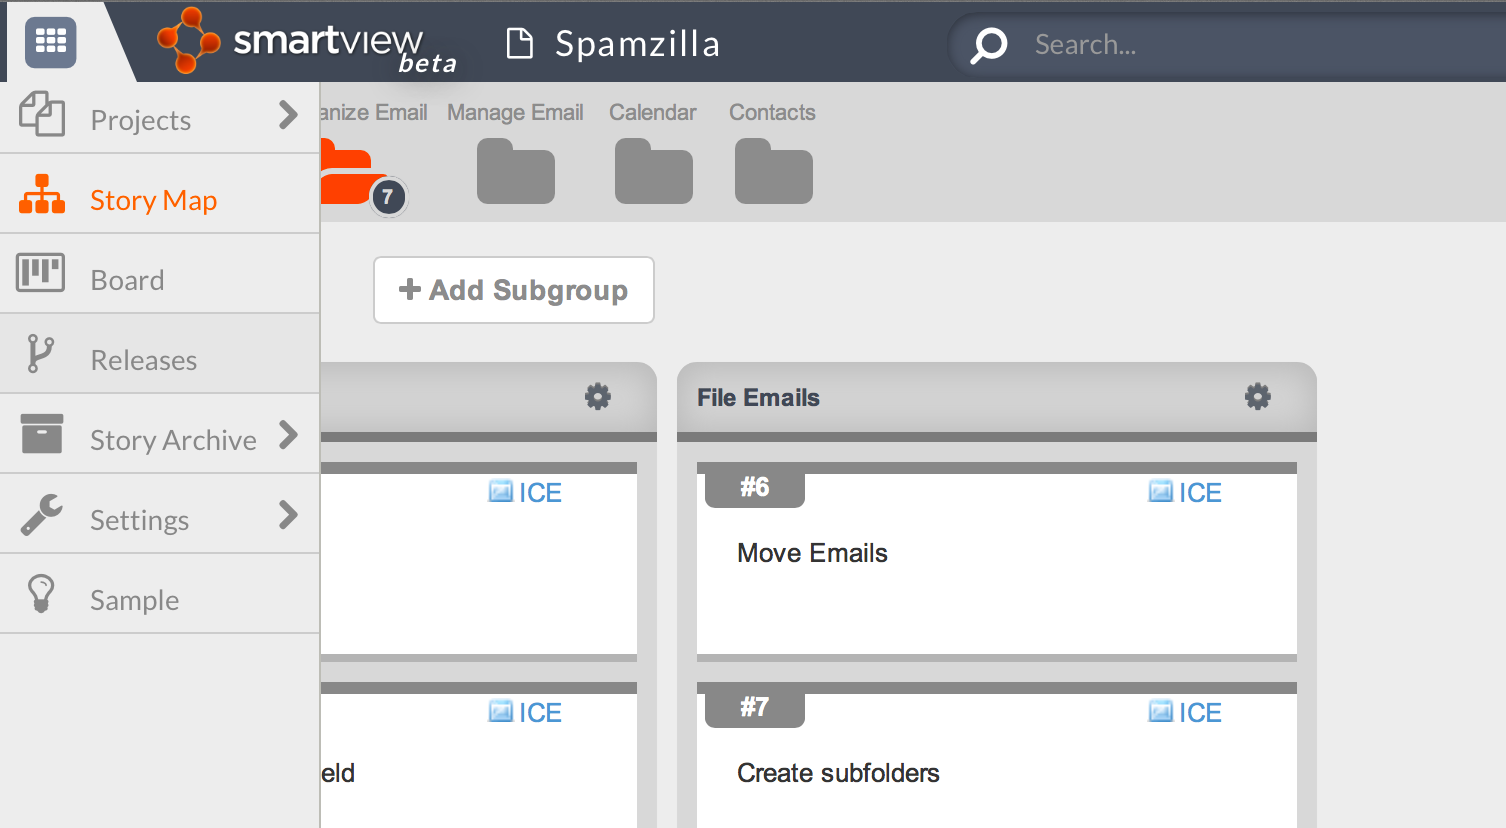 smartview
beta
Spamzilla
Search...
Projects
Story Map
Board
Releases
Story Archive
Settings
Sample
anize Email
Manage Email
Calendar
Contacts
7
+ Add Subgroup
File Emails
ICE
#6
ICE
Move Emails
ICE
eld
#7
ICE
Create subfolders